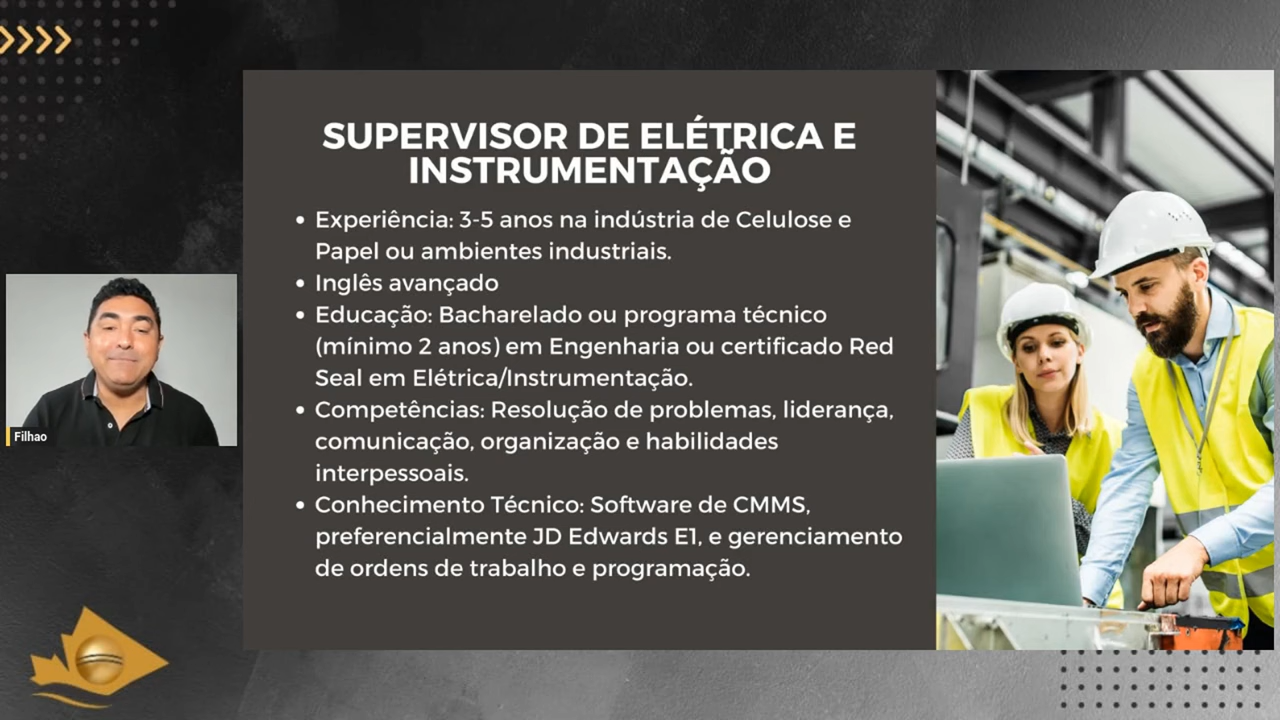 SUPERVISOR DE ELÉTRICA E
INSTRUMENTAÇÃO
• Experiência: 3-5 anos na indústria de Celulose e
Papel ou ambientes industriais.
• Inglês avançado
• Educação: Bacharelado ou programa técnico
(mínimo 2 anos) em Engenharia ou certificado Red
Seal em Elétrica/Instrumentação.
• Competências: Resolução de problemas, liderança,
comunicação, organização e habilidades
interpessoais.
• Conhecimento Técnico: Software de CMMS,
preferencialmente JD Edwards E1, e gerenciamento
de ordens de trabalho e programação.
Filhao